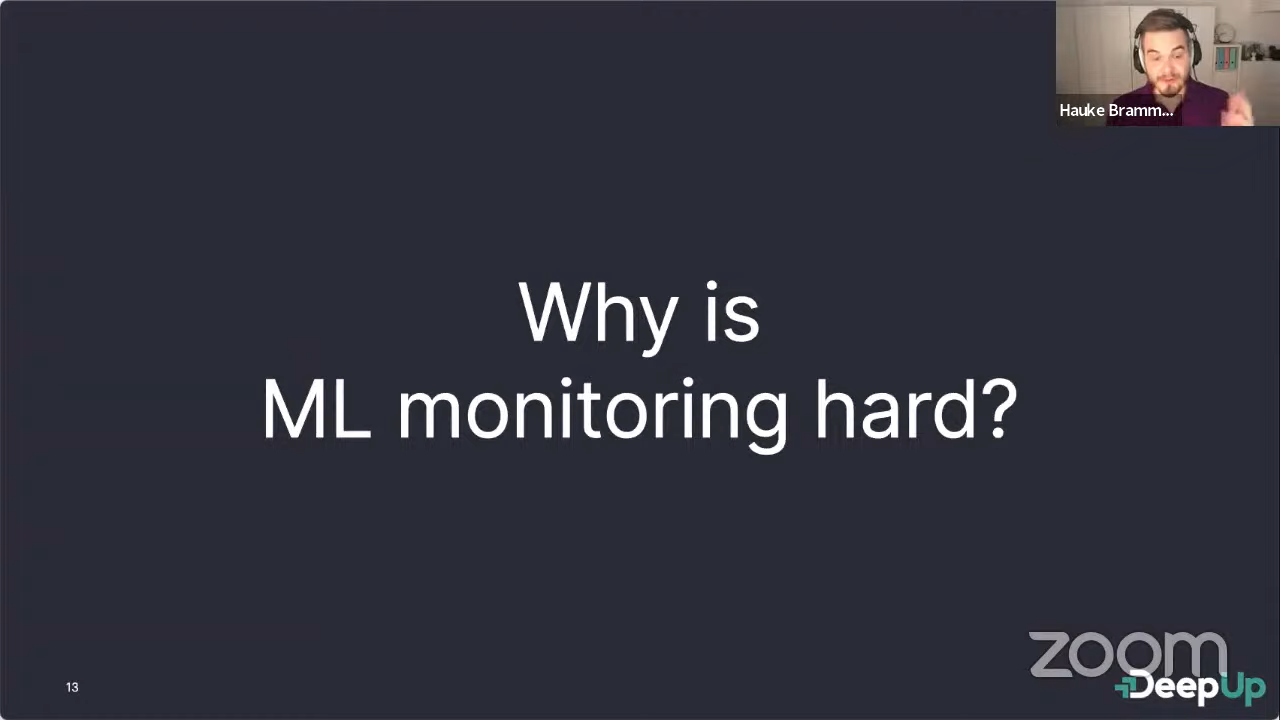 Hauke Bramm...
Why is
ML monitoring hard?
13
zoom
DeepUp